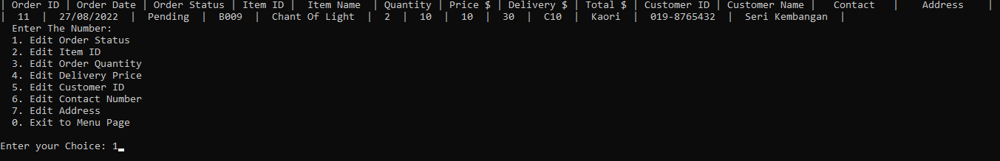 | Order ID | Order Date | Order Status | Item ID |  Item Name  | Quantity | Price $ | Delivery $ | Total $ | Customer ID | Customer Name |   Contact   |    Address    |
|  11  |  27/08/2022  |  Pending  |  B009  |  Chant Of Light  |  2  |  10  |  10  |  30  |  C10  |  Kaori  |  019-8765432  |  Seri Kembangan  |
Enter The Number:
1. Edit Order Status
2. Edit Item ID
3. Edit Order Quantity
4. Edit Delivery Price
5. Edit Customer ID
6. Edit Contact Number
7. Edit Address
0. Exit to Menu Page
Enter your Choice: 1